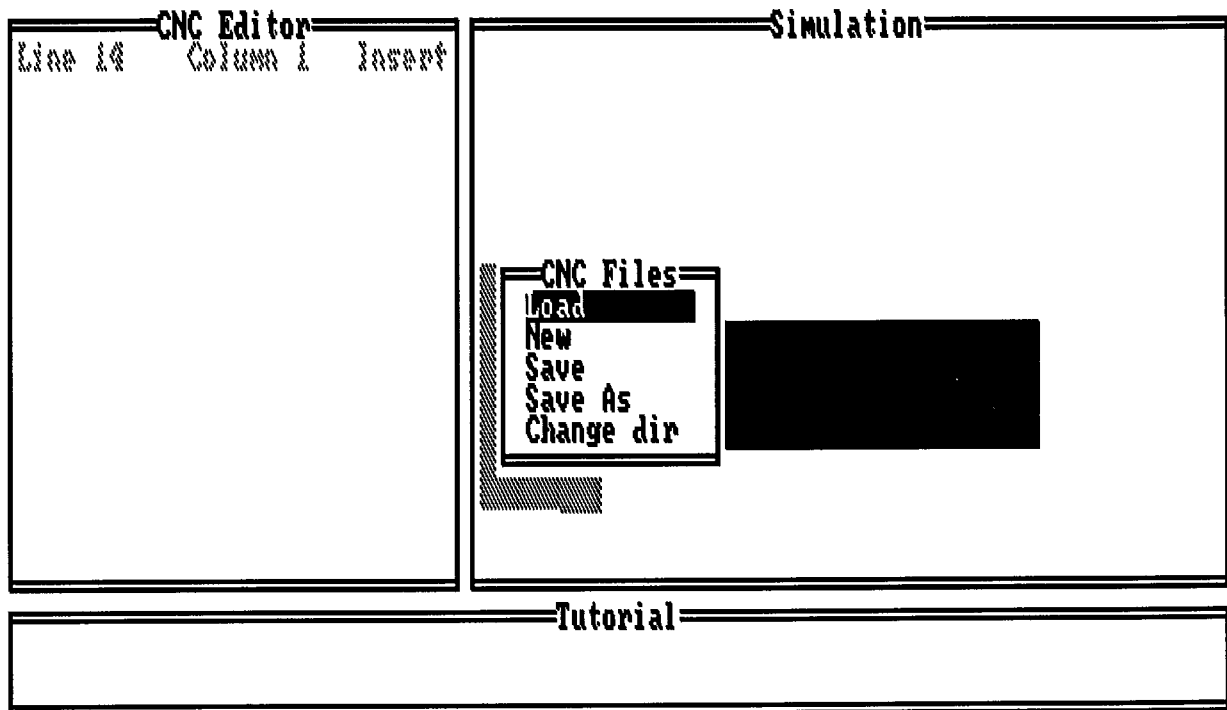 CNC Editor
Simulation
Line 14 Column 1 Insert
CNC Files
Load
New
Save
Save As
Change dir
Tutorial